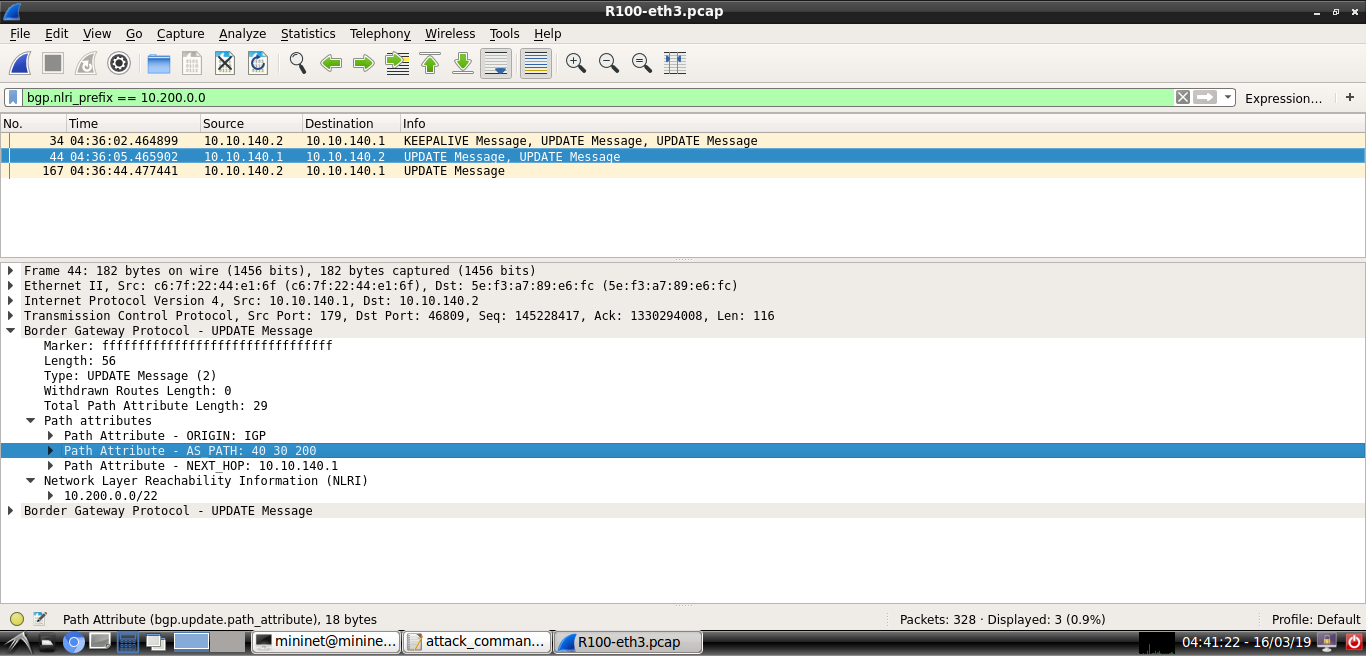 R100-eth3.pcap
File Edit View Go Capture Analyze Statistics Telephony Wireless Tools Help
bgp.nlri_prefix == 10.200.0.0 Expression… +
No. Time Source Destination Info
34 04:36:02.464899 10.10.140.2 10.10.140.1 KEEPALIVE Message, UPDATE Message, UPDATE Message
44 04:36:05.465902 10.10.140.1 10.10.140.2 UPDATE Message, UPDATE Message
167 04:36:44.477441 10.10.140.2 10.10.140.1 UPDATE Message
Frame 44: 182 bytes on wire (1456 bits), 182 bytes captured (1456 bits)
Ethernet II, Src: c6:7f:22:44:e1:6f (c6:7f:22:44:e1:6f), Dst: 5e:f3:a7:89:e6:fc (5e:f3:a7:89:e6:fc)
Internet Protocol Version 4, Src: 10.10.140.1, Dst: 10.10.140.2
Transmission Control Protocol, Src Port: 179, Dst Port: 46809, Seq: 145228417, Ack: 1330294008, Len: 116
Border Gateway Protocol - UPDATE Message
Marker: ffffffffffffffffffffffffffffffff
Length: 56
Type: UPDATE Message (2)
Withdrawn Routes Length: 0
Total Path Attribute Length: 29
Path attributes
Path Attribute - ORIGIN: IGP
Path Attribute - AS_PATH: 40 30 200
Path Attribute - NEXT_HOP: 10.10.140.1
Network Layer Reachability Information (NLRI)
10.200.0.0/22
Border Gateway Protocol - UPDATE Message
Path Attribute (bgp.update.path_attribute), 18 bytes Packets: 328 · Displayed: 3 (0.9%) Profile: Default
mininet@minine... attack_comman... R100-eth3.pcap 04:41:22 - 16/03/19